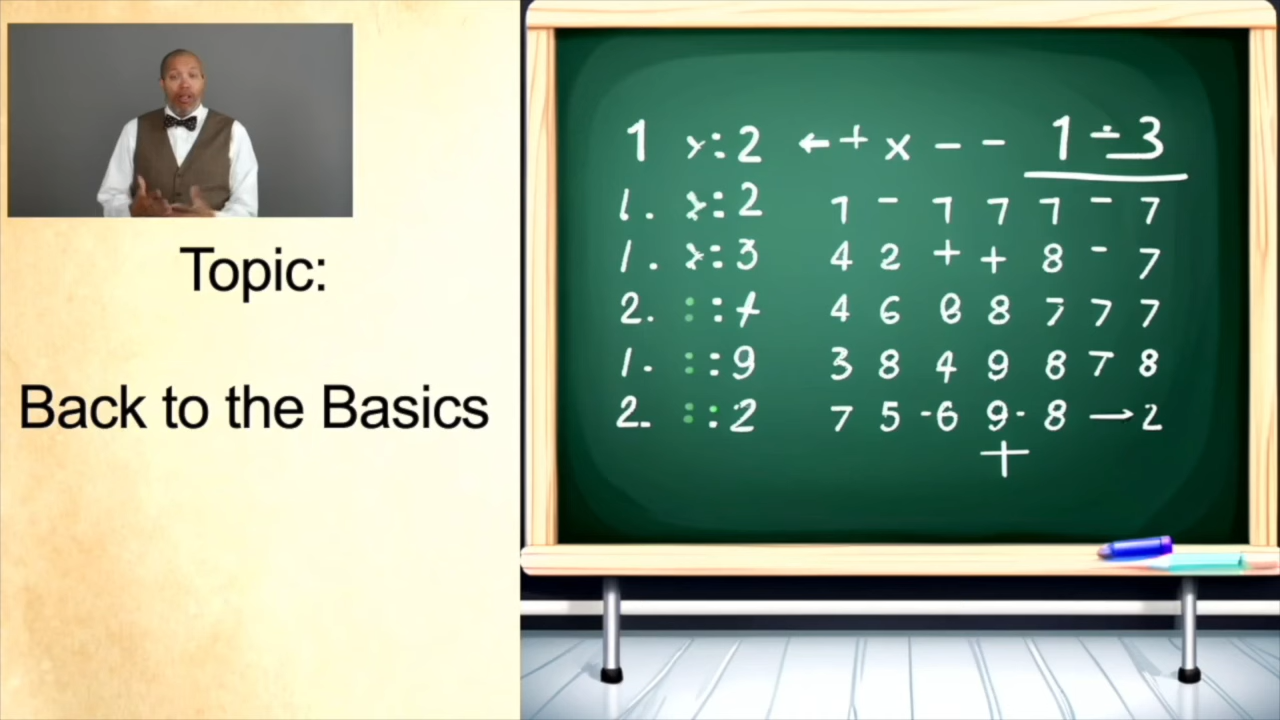 Topic:
Back to the Basics
1 ×:2 ← + x - - 1÷3
1. ×:2 7 - 7 7 7 - 7
1. ×:3 4 2 + + 8 - 7
2. ::+ 4 6 6 8 7 7 7
1. ::9 3 8 4 9 8 7 8
2. ::2 7 5 -6 9- 8 → 2
+